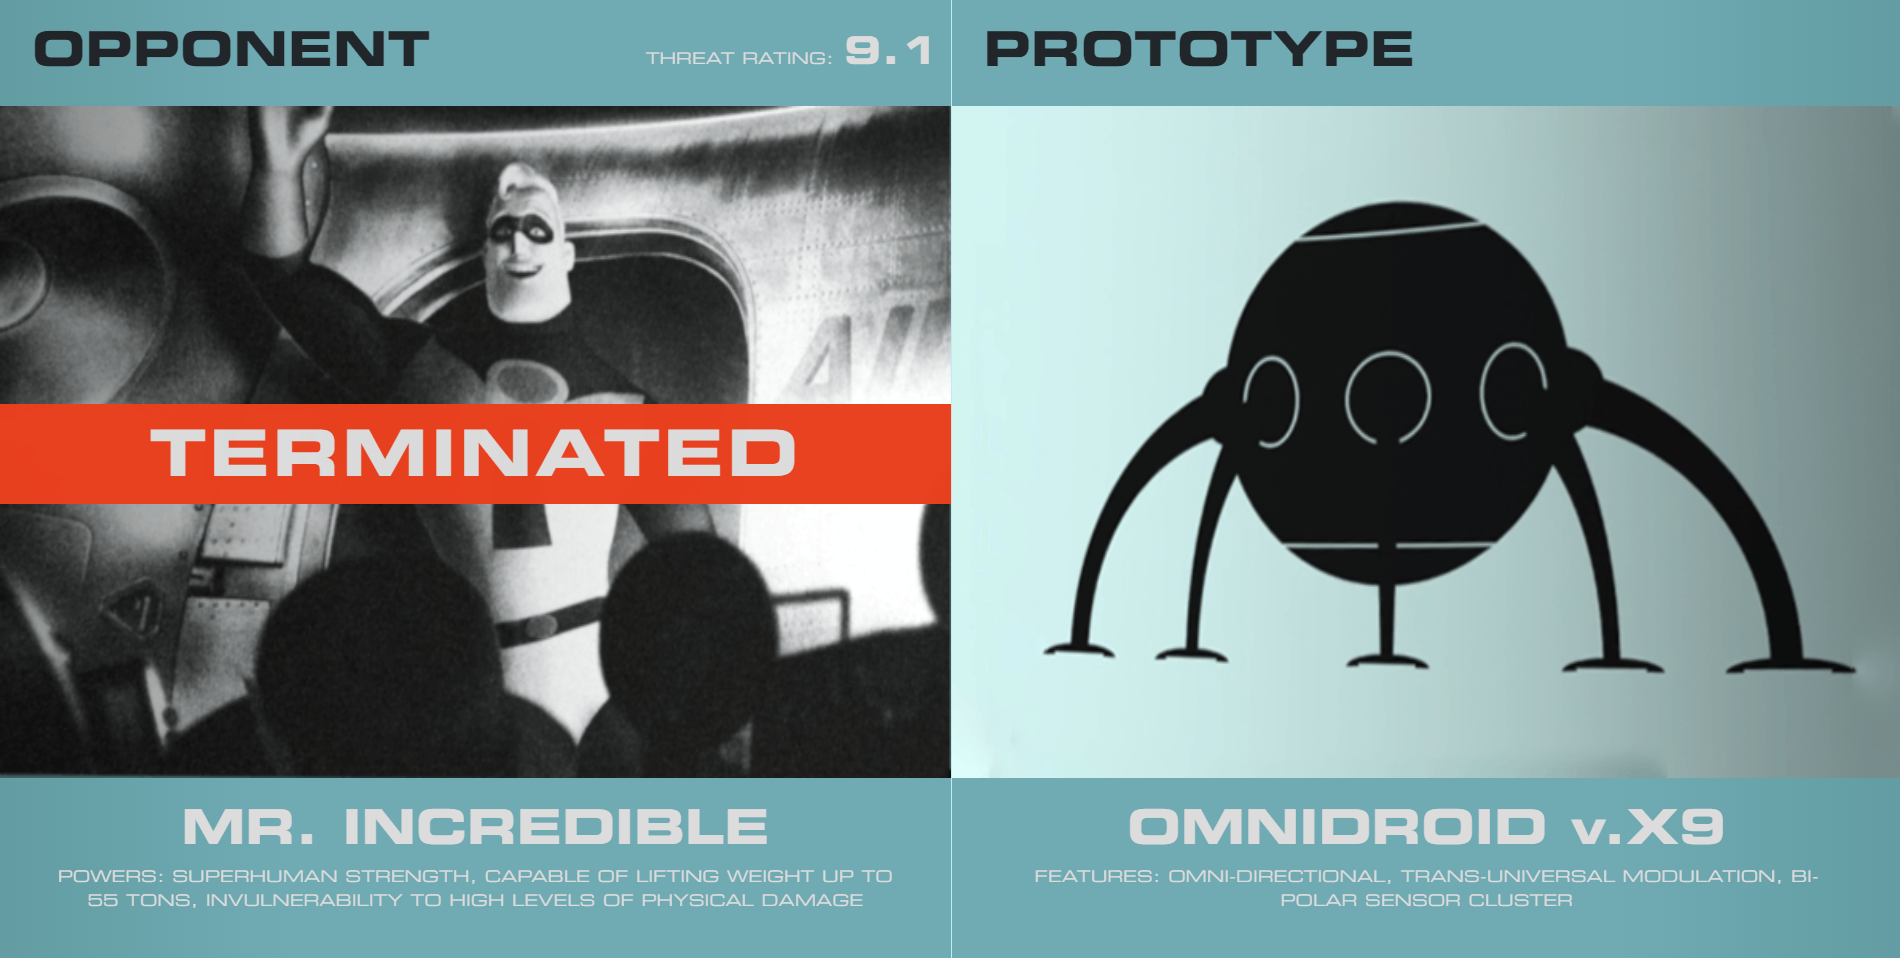 OPPONENT
THREAT RATING: 9.1
TERMINATED
MR. INCREDIBLE
POWERS: SUPERHUMAN STRENGTH, CAPABLE OF LIFTING WEIGHT UP TO
55 TONS, INVULNERABILITY TO HIGH LEVELS OF PHYSICAL DAMAGE
PROTOTYPE
OMNIDROID v.X9
FEATURES: OMNI-DIRECTIONAL, TRANS-UNIVERSAL MODULATION, BI-
POLAR SENSOR CLUSTER